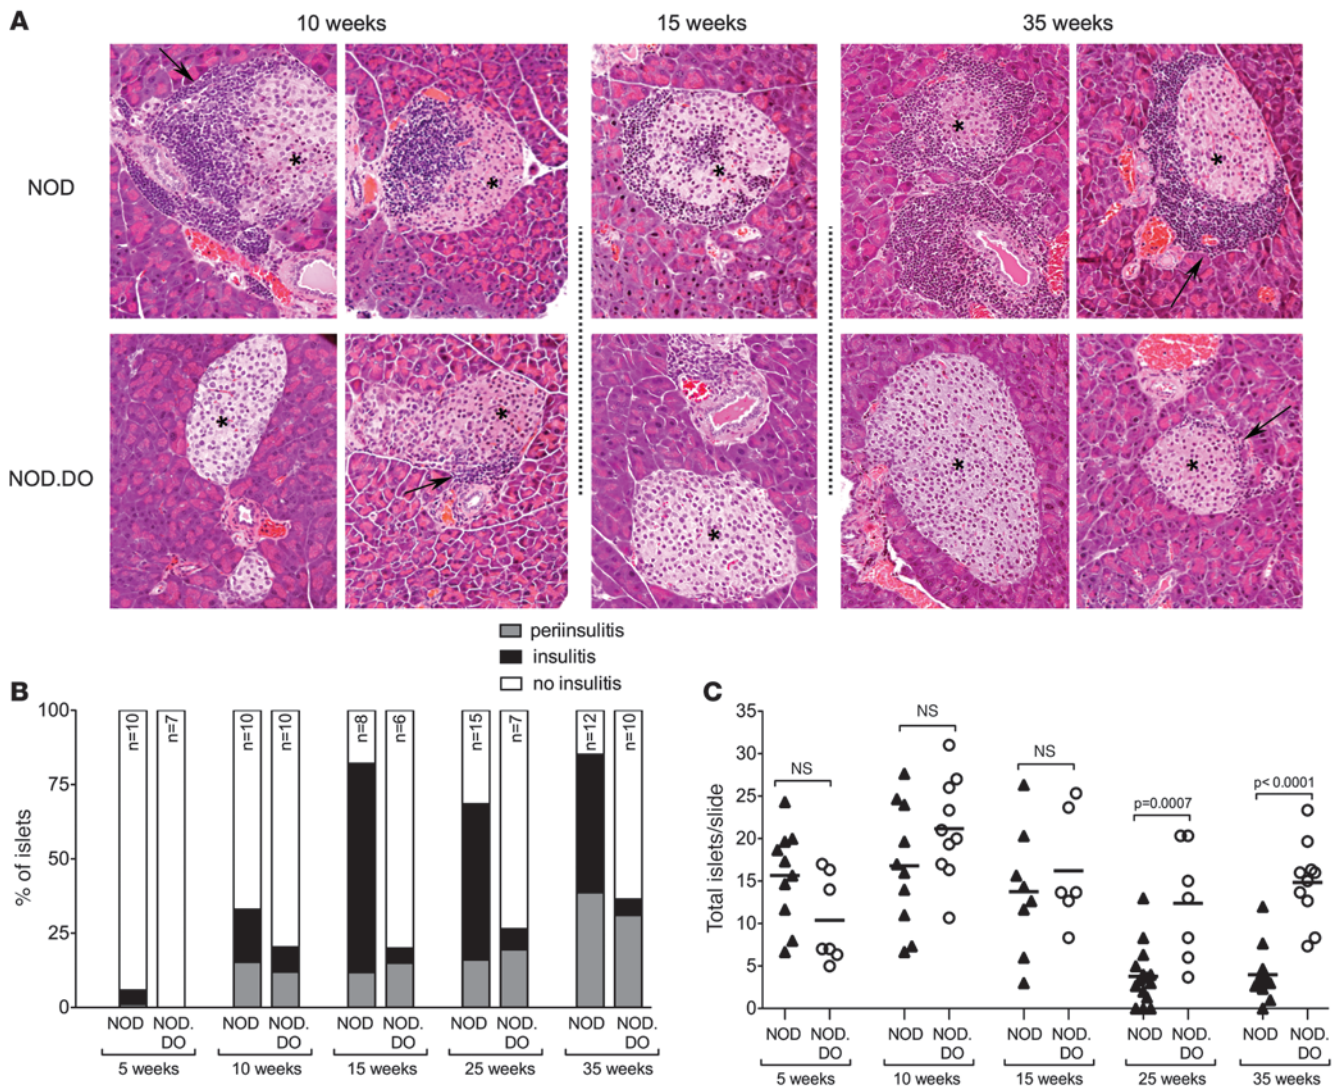 A
10 weeks
15 weeks
35 weeks
NOD
*
*
*
*
*
NOD.DO
*
*
*
*
*
periinsulitis
insulitis
no insulitis
B
% of islets
100
75
50
25
0
n=10
n=7
n=10
n=10
n=8
n=6
n=15
n=7
n=12
n=10
NOD
NOD.
DO
NOD
NOD.
DO
NOD
NOD.
DO
NOD
NOD.
DO
NOD
NOD.
DO
5 weeks
10 weeks
15 weeks
25 weeks
35 weeks
C
Total islets/slide
35
30
25
20
15
10
5
0
NS
NS
NS
p=0.0007
p< 0.0001
NOD
NOD.
DO
NOD
NOD.
DO
NOD
NOD.
DO
NOD
NOD.
DO
NOD
NOD.
DO
5 weeks
10 weeks
15 weeks
25 weeks
35 weeks